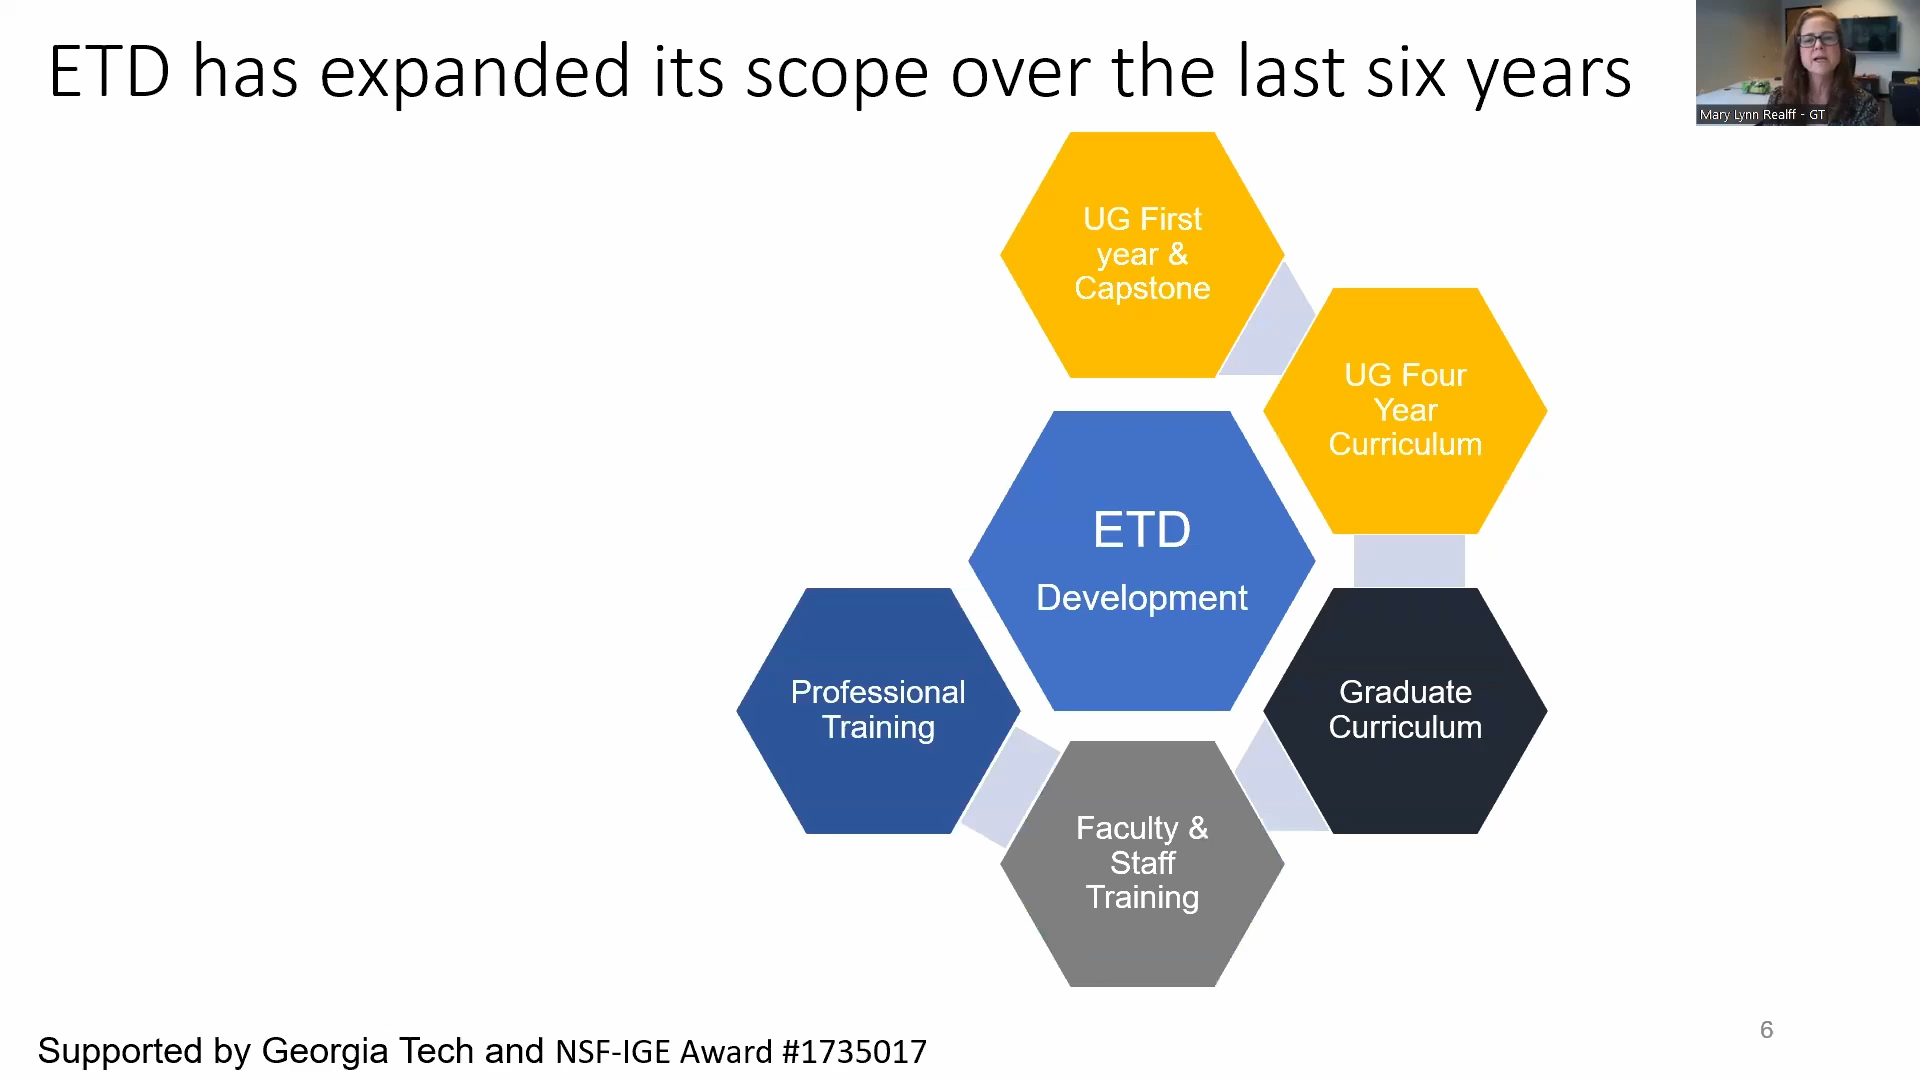 ETD has expanded its scope over the last six years
Mary Lynn Realff - GT
UG First
year &
Capstone
UG Four
Year
Curriculum
ETD
Development
Professional
Training
Graduate
Curriculum
Faculty &
Staff
Training
6
Supported by Georgia Tech and NSF-IGE Award #1735017